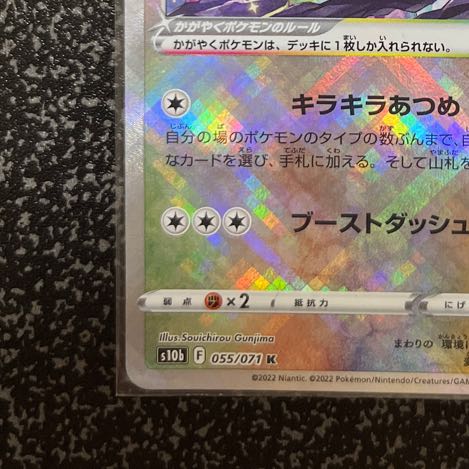 かがやくポケモンのルール
かがやくポケモンは、デッキに1枚しか入れられない。
キラキラあつめ
自分の場のポケモンのタイプの数ぶんまで、自
なカードを選び、手札に加える。そして山札を
ブーストダッシュ
弱点 ×2 抵抗力 にげ
Illus. Souichirou Gunjima
s10b F 055/071 K
まわりの 環境に
©2022 Niantic. ©2022 Pokémon/Nintendo/Creatures/GAM